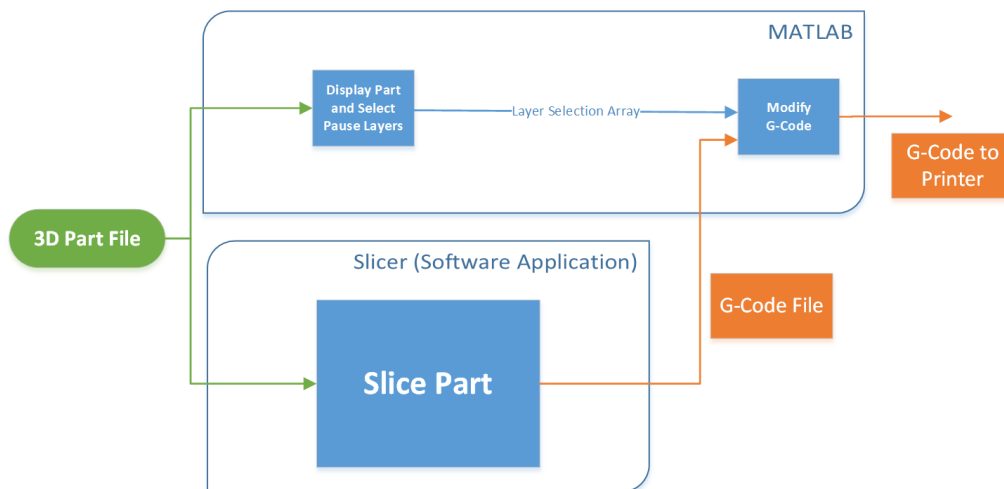 MATLAB
Display Part
and Select
Pause Layers
Layer Selection Array
Modify
G-Code
G-Code to
Printer
3D Part File
Slicer (Software Application)
G-Code File
Slice Part